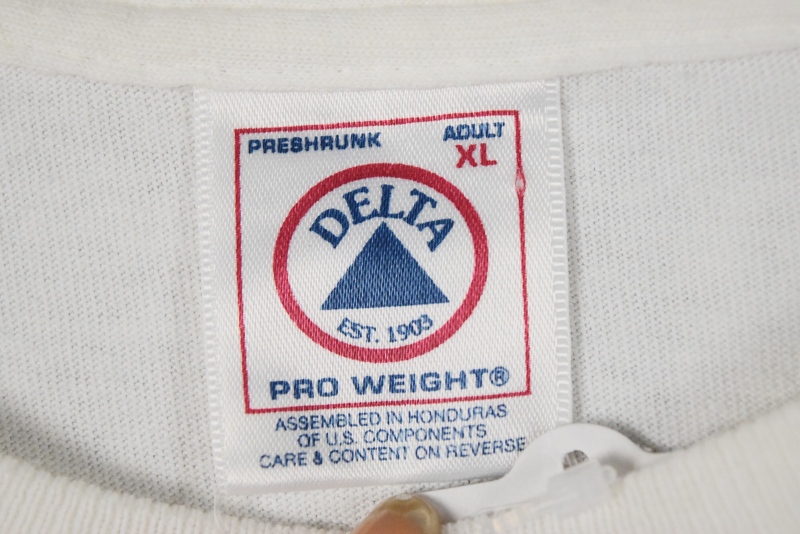 PRESHRUNK
ADULT
XL
DELTA
EST. 1903
PRO WEIGHT®
ASSEMBLED IN HONDURAS
OF U.S. COMPONENTS
CARE & CONTENT ON REVERSE